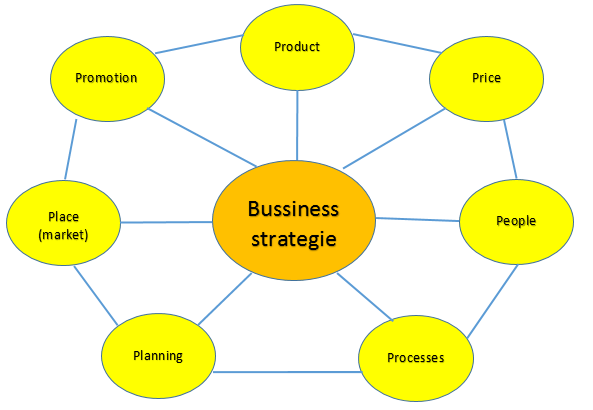 Product
Promotion
Price
Place
(market)
Bussiness
strategie
People
Planning
Processes